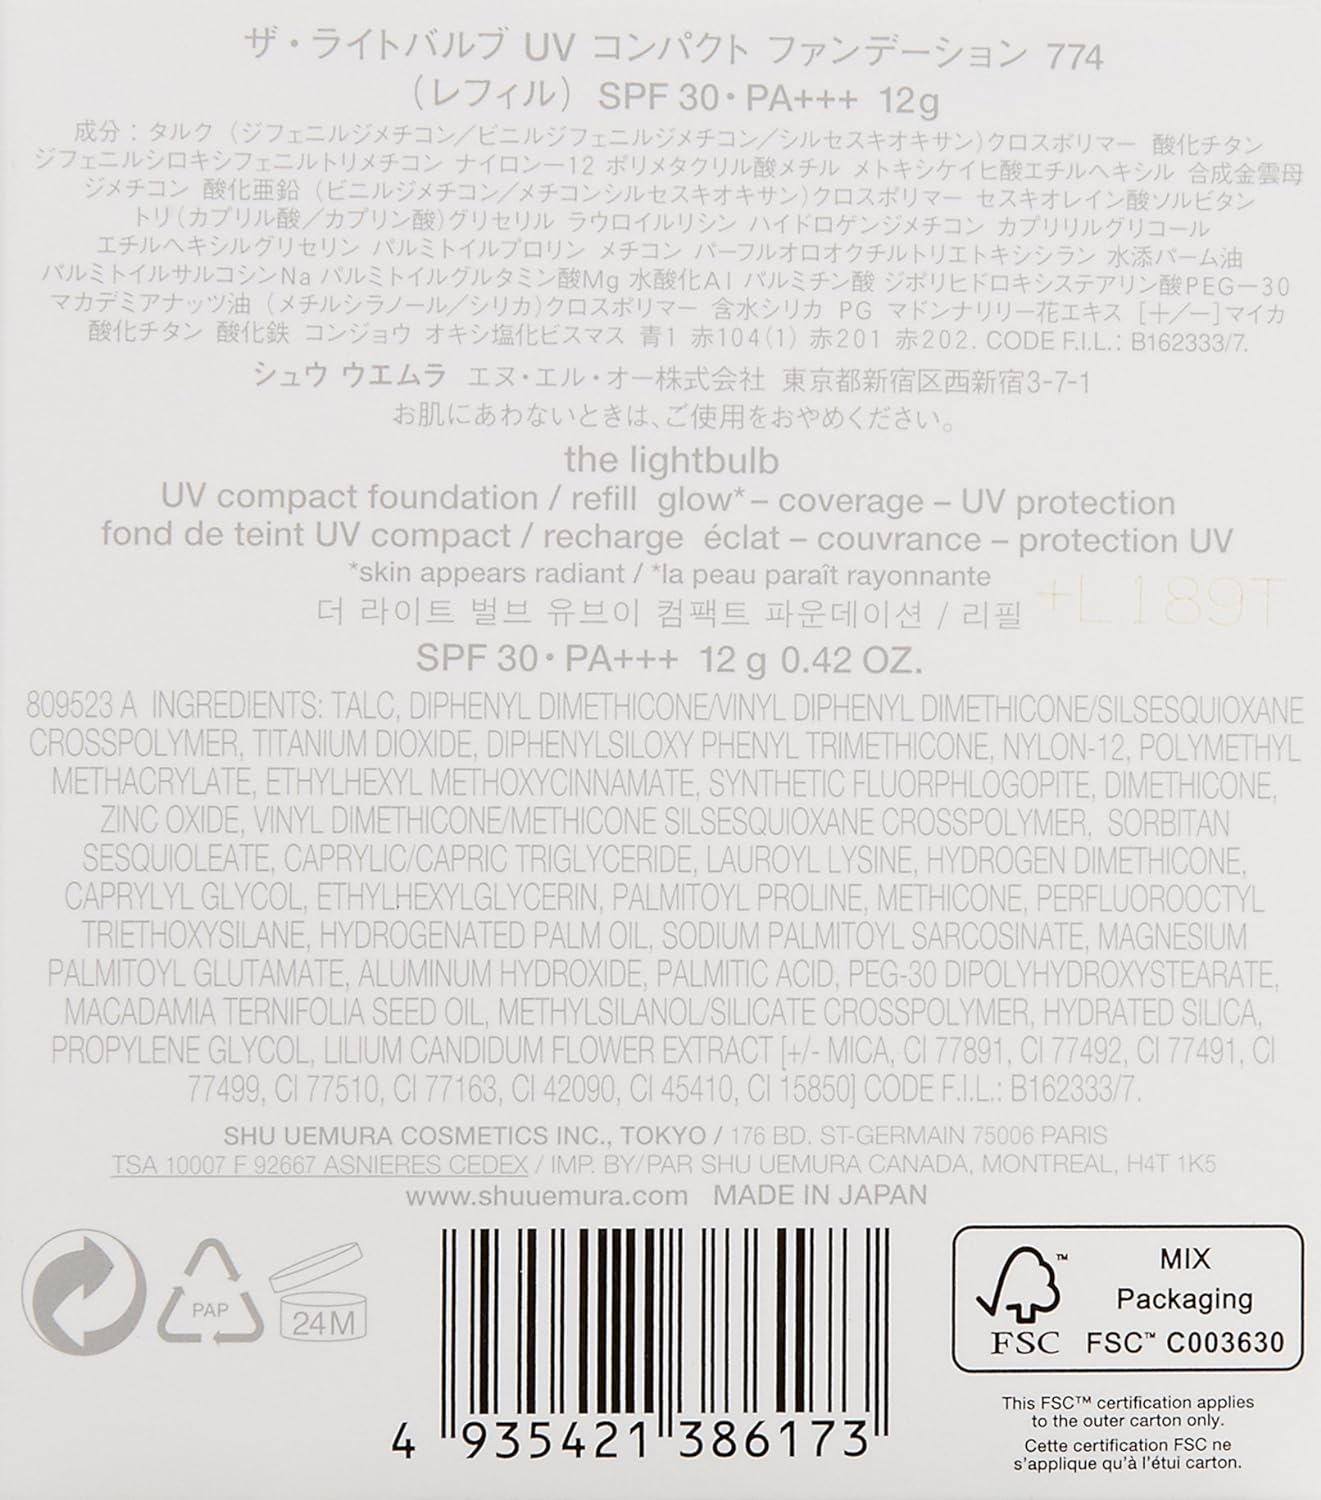 ザ・ライトバルブ UV コンパクト ファンデーション 774
（レフィル） SPF 30・PA+++ 12g
成分：タルク （ジフェニルジメチコン／ビニルジフェニルジメチコン／シルセスキオキサン）クロスポリマー 酸化チタン
ジフェニルシロキシフェニルトリメチコン ナイロンー12 ポリメタクリル酸メチル メトキシケイヒ酸エチルヘキシル 合成金雲母
ジメチコン 酸化亜鉛 （ビニルジメチコン／メチコンシルセスキオキサン）クロスポリマー セスキオレイン酸ソルビタン
トリ（カプリル酸／カプリン酸）グリセリル ラウロイルリシン ハイドロゲンジメチコン カプリリルグリコール
エチルヘキシルグリセリン パルミトイルプロリン メチコン パーフルオロオクチルトリエトキシシラン 水添パーム油
パルミトイルサルコシンNa パルミトイルグルタミン酸Mg 水酸化Al パルミチン酸 ジポリヒドロキシステアリン酸PEGー30
マカデミアナッツ油 （メチルシラノール／シリカ）クロスポリマー 含水シリカ PG マドンナリリー花エキス ［＋／−］マイカ
酸化チタン 酸化鉄 コンジョウ オキシ塩化ビスマス 青1 赤104(1) 赤201 赤202. CODE F.I.L.: B162333/7.
シュウ ウエムラ エヌ・エル・オー株式会社 東京都新宿区西新宿3-7-1
お肌にあわないときは、ご使用をおやめください。
the lightbulb
UV compact foundation / refill glow* – coverage – UV protection
fond de teint UV compact / recharge éclat – couvrance – protection UV
*skin appears radiant / *la peau paraît rayonnante
+L189T
더 라이트 벌브 유브이 컴팩트 파운데이션 / 리필
SPF 30・PA+++ 12 g 0.42 OZ.
809523 A INGREDIENTS: TALC, DIPHENYL DIMETHICONE/VINYL DIPHENYL DIMETHICONE/SILSESQUIOXANE
CROSSPOLYMER, TITANIUM DIOXIDE, DIPHENYLSILOXY PHENYL TRIMETHICONE, NYLON-12, POLYMETHYL
METHACRYLATE, ETHYLHEXYL METHOXYCINNAMATE, SYNTHETIC FLUORPHLOGOPITE, DIMETHICONE,
ZINC OXIDE, VINYL DIMETHICONE/METHICONE SILSESQUIOXANE CROSSPOLYMER, SORBITAN
SESQUIOLEATE, CAPRYLIC/CAPRIC TRIGLYCERIDE, LAUROYL LYSINE, HYDROGEN DIMETHICONE,
CAPRYLYL GLYCOL, ETHYLHEXYLGLYCERIN, PALMITOYL PROLINE, METHICONE, PERFLUOROOCTYL
TRIETHOXYSILANE, HYDROGENATED PALM OIL, SODIUM PALMITOYL SARCOSINATE, MAGNESIUM
PALMITOYL GLUTAMATE, ALUMINUM HYDROXIDE, PALMITIC ACID, PEG-30 DIPOLYHYDROXYSTEARATE,
MACADAMIA TERNIFOLIA SEED OIL, METHYLSILANOL/SILICATE CROSSPOLYMER, HYDRATED SILICA,
PROPYLENE GLYCOL, LILIUM CANDIDUM FLOWER EXTRACT [+/- MICA, CI 77891, CI 77492, CI 77491, CI
77499, CI 77510, CI 77163, CI 42090, CI 45410, CI 15850] CODE F.I.L.: B162333/7.
SHU UEMURA COSMETICS INC., TOKYO / 176 BD. ST-GERMAIN 75006 PARIS
TSA 10007 F 92667 ASNIERES CEDEX / IMP. BY/PAR SHU UEMURA CANADA, MONTREAL, H4T 1K5
www.shuuemura.com MADE IN JAPAN
PAP
24M
4 935421 386173
FSC
MIX
Packaging
FSC™ C003630
This FSC™ certification applies
to the outer carton only.
Cette certification FSC ne
s'applique qu'à l'étui carton.